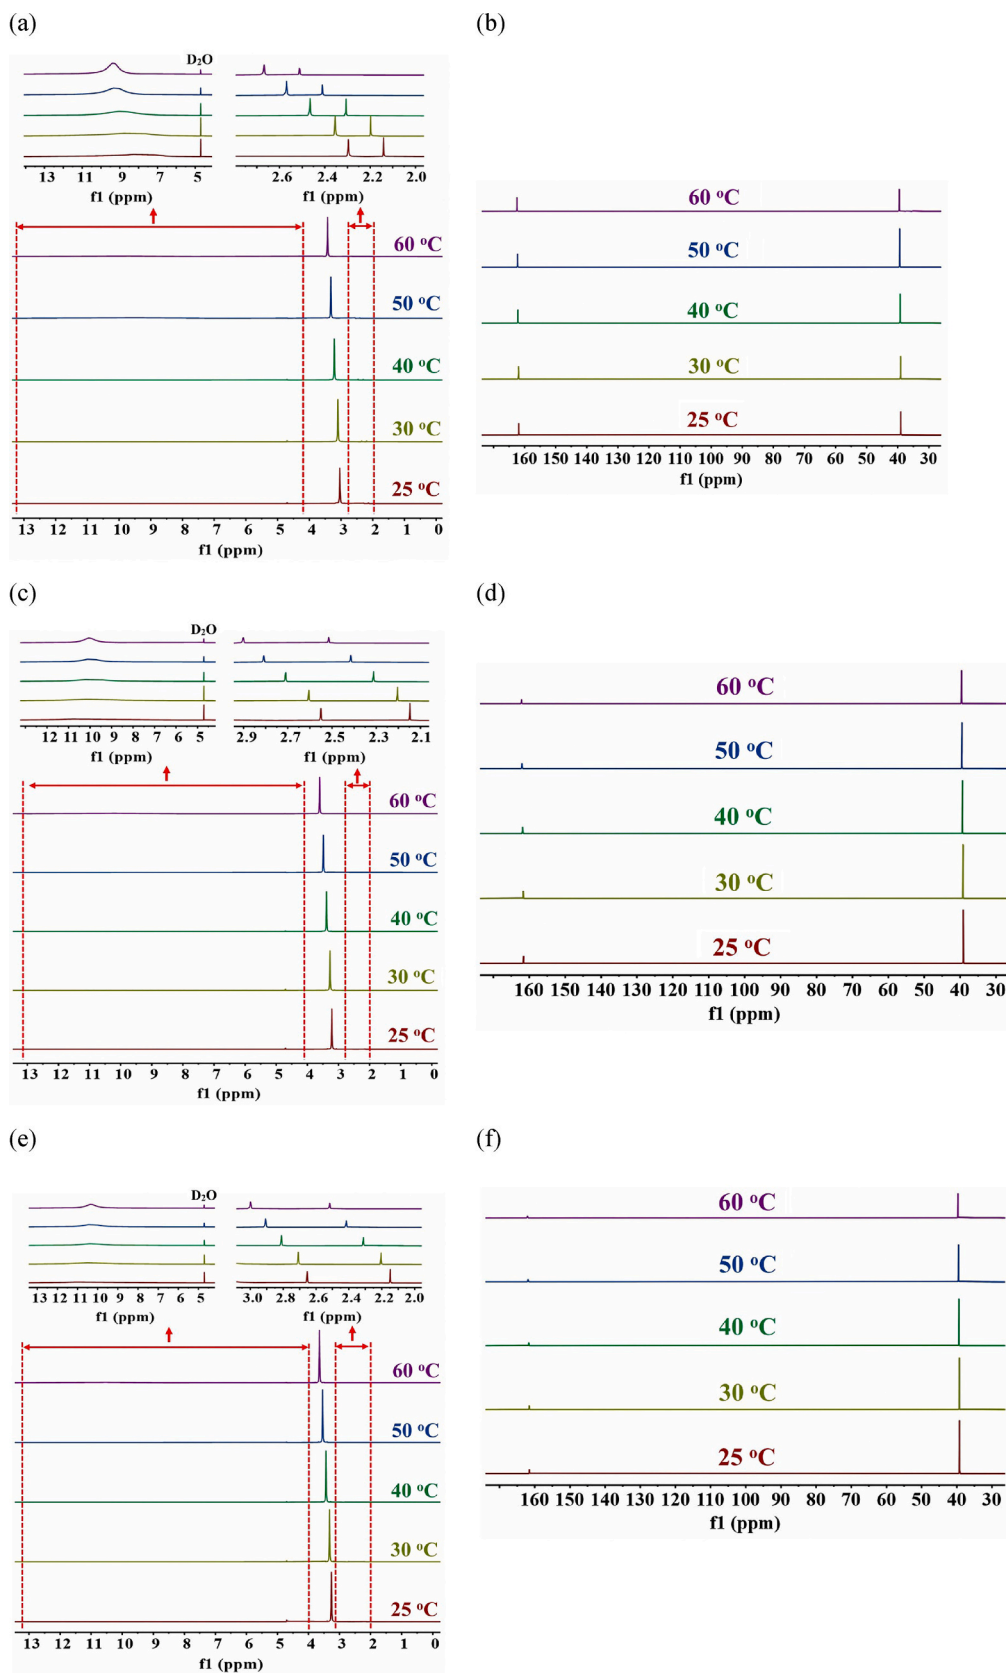 (a)
(b)
D₂O
13 11 9 7 5
f1 (ppm)
2.6 2.4 2.2 2.0
f1 (ppm)
60 °C
50 °C
40 °C
30 °C
25 °C
13 12 11 10 9 8 7 6 5 4 3 2 1 0
f1 (ppm)
60 °C
50 °C
40 °C
30 °C
25 °C
160 150 140 130 120 110 100 90 80 70 60 50 40 30
f1 (ppm)
(c)
(d)
D₂O
12 11 10 9 8 7 6 5
f1 (ppm)
2.9 2.7 2.5 2.3 2.1
f1 (ppm)
60 °C
50 °C
40 °C
30 °C
25 °C
13 12 11 10 9 8 7 6 5 4 3 2 1 0
f1 (ppm)
60 °C
50 °C
40 °C
30 °C
25 °C
160 150 140 130 120 110 100 90 80 70 60 50 40 30
f1 (ppm)
(e)
(f)
D₂O
13 12 11 10 9 8 7 6 5
f1 (ppm)
3.0 2.8 2.6 2.4 2.2 2.0
f1 (ppm)
60 °C
50 °C
40 °C
30 °C
25 °C
13 12 11 10 9 8 7 6 5 4 3 2 1 0
f1 (ppm)
60 °C
50 °C
40 °C
30 °C
25 °C
160 150 140 130 120 110 100 90 80 70 60 50 40 30
f1 (ppm)